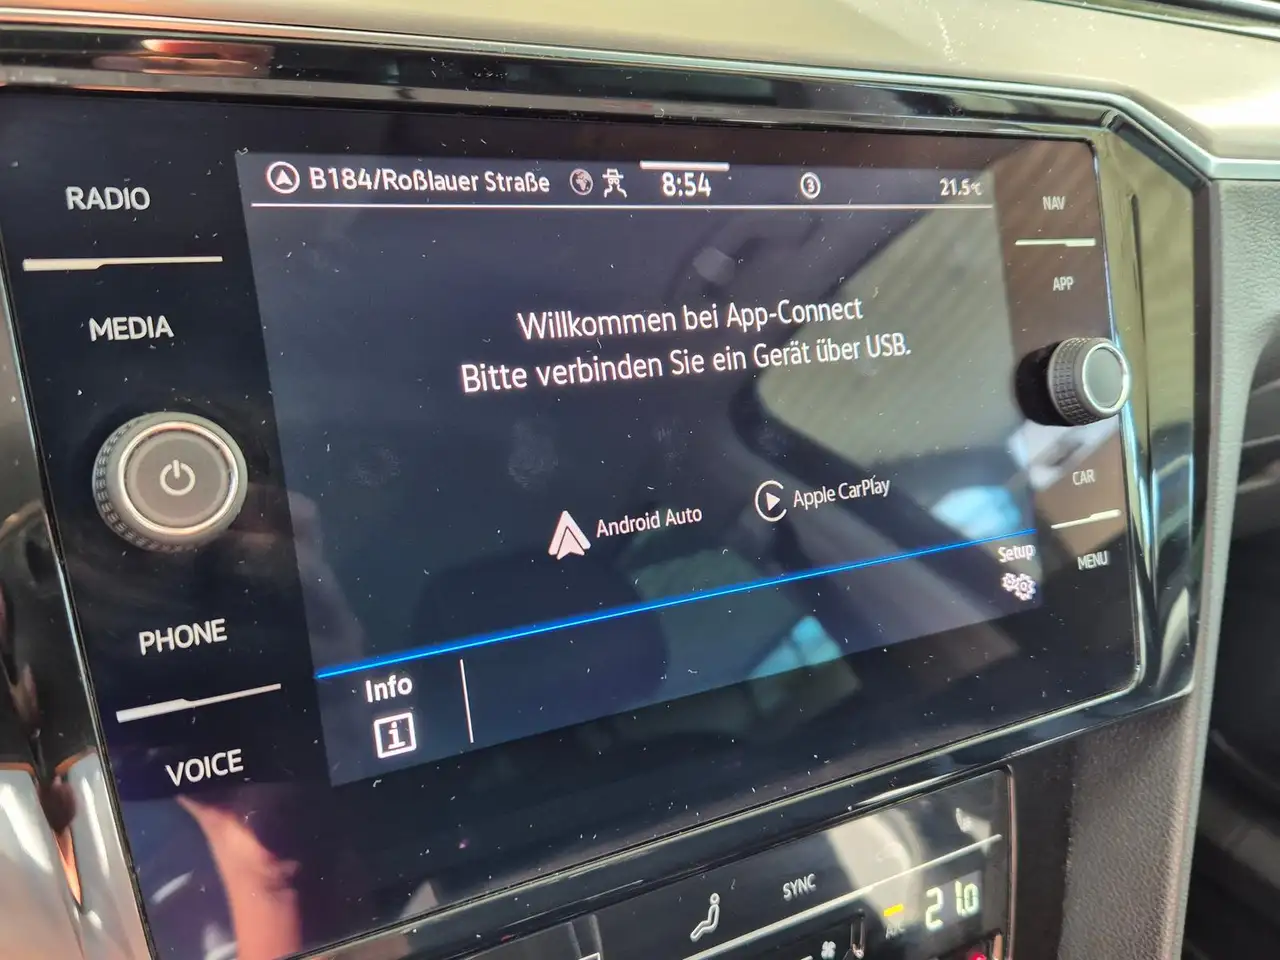 RADIO
MEDIA
PHONE
VOICE
B184/Roßlauer Straße 8:54 3 21.5°C
Willkommen bei App-Connect
Bitte verbinden Sie ein Gerät über USB.
Android Auto
Apple CarPlay
Setup
Info
i
NAV
APP
CAR
MENU
SYNC
A/C
21.0